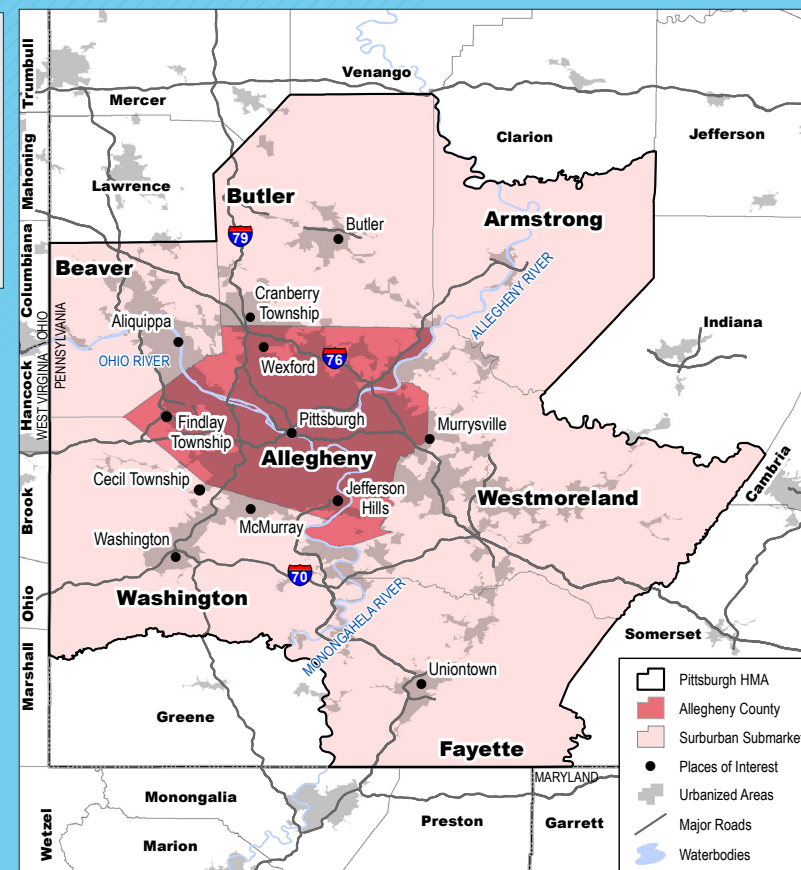 Trumbull
Venango
Mercer
Clarion
Jefferson
Mahoning
Lawrence
Butler
Butler
Armstrong
79
Columbiana
Beaver
Cranberry
Township
ALLEGHENY RIVER
Aliquippa
OHIO
PENNSYLVANIA
WEST VIRGINIA
OHIO RIVER
Wexford
76
Indiana
Hancock
Findlay
Township
Pittsburgh
Murrysville
Allegheny
Cecil Township
Jefferson
Hills
Westmoreland
Cambria
Brook
McMurray
Washington
70
Washington
Ohio
MONONGAHELA RIVER
Somerset
Marshall
Uniontown
Greene
Fayette
MARYLAND
Monongalia
Preston
Garrett
Wetzel
Marion
Pittsburgh HMA
Allegheny County
Surburban Submarket
Places of Interest
Urbanized Areas
Major Roads
Waterbodies